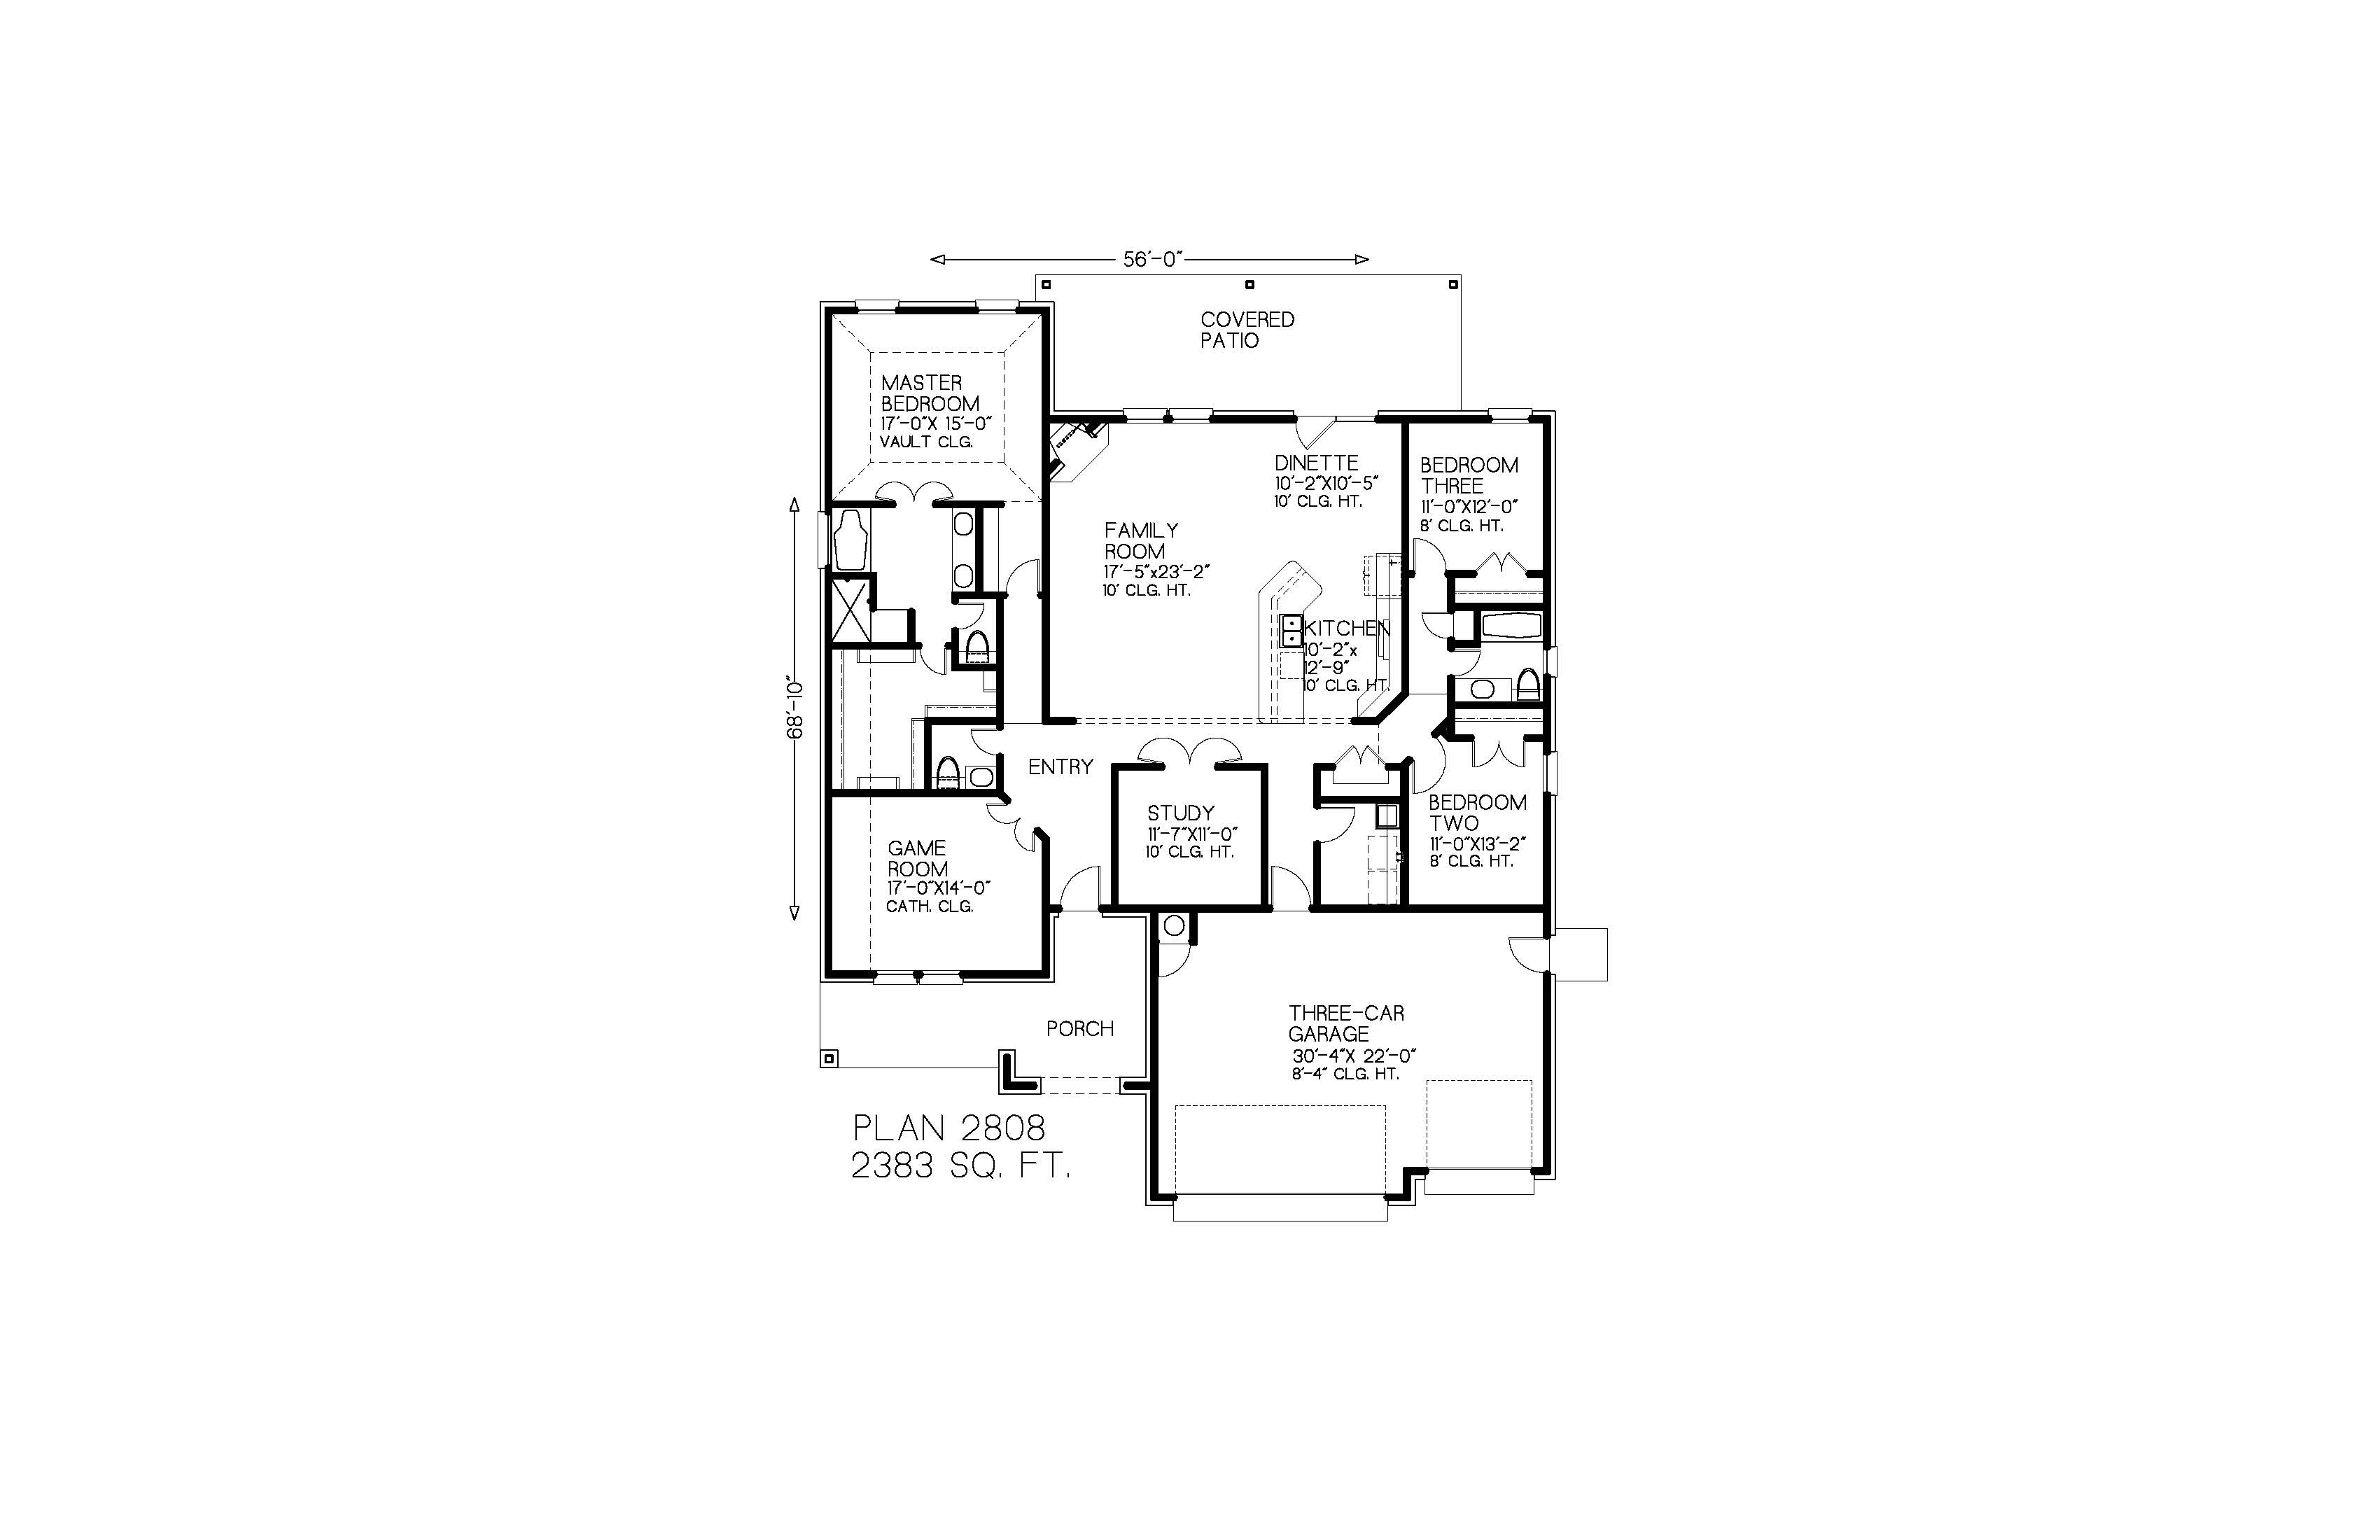 56'-0"
COVERED
PATIO
MASTER
BEDROOM
17'-0"X 15'-0"
VAULT CLG.
DINETTE
10'-2"X10'-5"
10' CLG. HT.
BEDROOM
THREE
11'-0"X12'-0"
8' CLG. HT.
FAMILY
ROOM
17'-5"x23'-2"
10' CLG. HT.
KITCHEN
10'-2"x
12'-9"
10' CLG. HT.
68'-10"
ENTRY
STUDY
11'-7"X11'-0"
10' CLG. HT.
BEDROOM
TWO
11'-0"X13'-2"
8' CLG. HT.
GAME
ROOM
17'-0"X14'-0"
CATH. CLG.
PORCH
THREE-CAR
GARAGE
30'-4"X 22'-0"
8'-4" CLG. HT.
PLAN 2808
2383 SQ. FT.